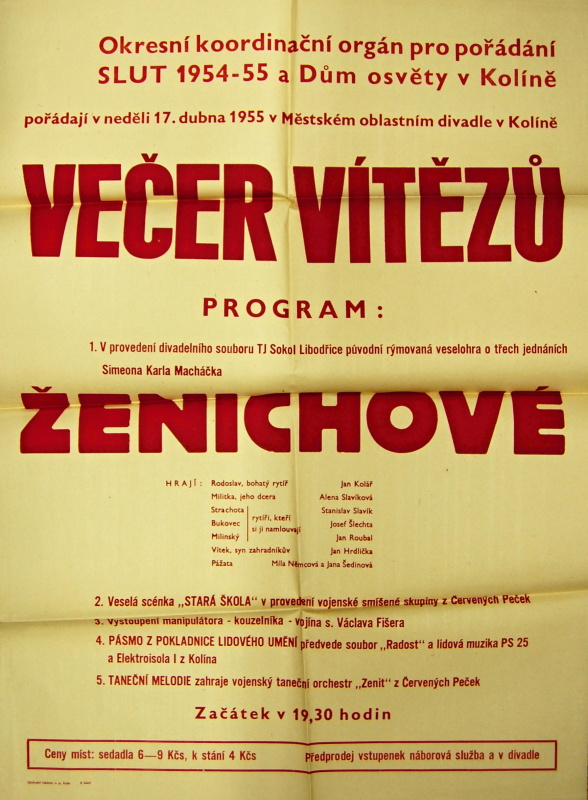 Okresní koordinační orgán pro pořádání
SLUT 1954-55 a Dům osvěty v Kolíně
pořádají v neděli 17. dubna 1955 v Městském oblastním divadle v Kolíně
VEČER VÍTĚZŮ
PROGRAM :
1. V provedení divadelního souboru TJ Sokol Libodřice původní rýmovaná veselohra o třech jednáních
Simeona Karla Macháčka
ŽENICHOVÉ
HRAJÍ : Rodoslav, bohatý rytíř Jan Kolář
Militka, jeho dcera Alena Slavíková
Strachota Stanislav Slavík
Bukovec rytíři, kteří si ji namlouvají Josef Šlechta
Milinský Jan Roubal
Vítek, syn zahradníkův Jan Hrdlička
Pážata Míla Němcová a Jana Šedinová
2. Veselá scénka „STARÁ ŠKOLA" v provedení vojenské smíšené skupiny z Červených Peček
3. Vystoupení manipulátora - kouzelníka - vojína s. Václava Fišera
4. PÁSMO Z POKLADNICE LIDOVÉHO UMĚNÍ předvede soubor „Radost" a lidová muzika PS 25
a Elektroisola I z Kolína
5. TANEČNÍ MELODIE zahraje vojenský taneční orchestr „Zenit" z Červených Peček
Začátek v 19,30 hodin
Ceny míst: sedadla 6—9 Kčs, k stání 4 Kčs Předprodej vstupenek náborová služba a v divadle